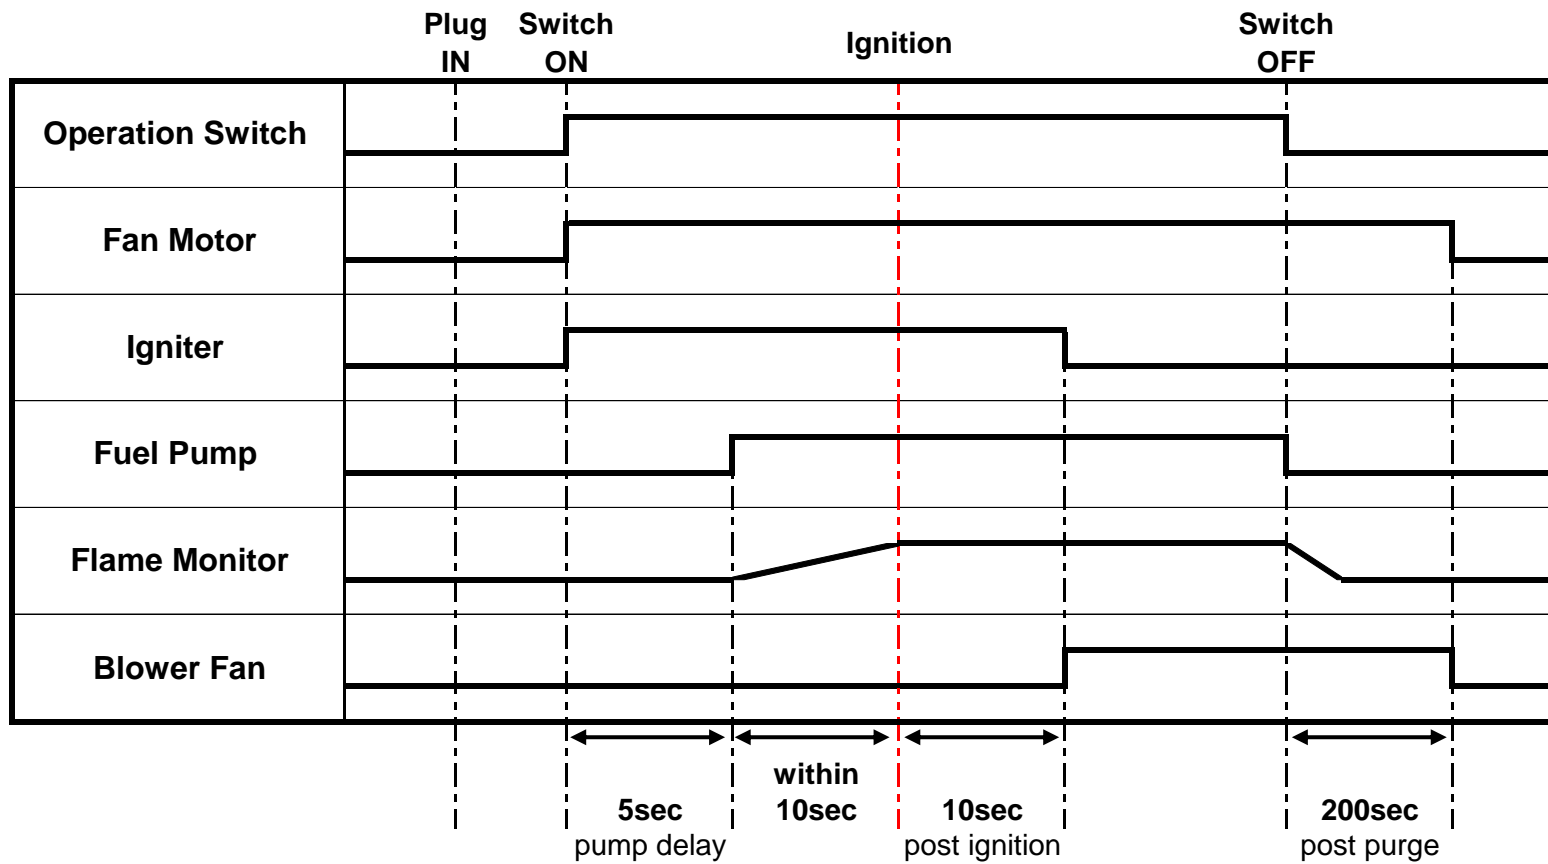 Plug
IN
Switch
ON
Ignition
Switch
OFF
Operation Switch
Fan Motor
Igniter
Fuel Pump
Flame Monitor
Blower Fan
5sec
pump delay
within
10sec
10sec
post ignition
200sec
post purge